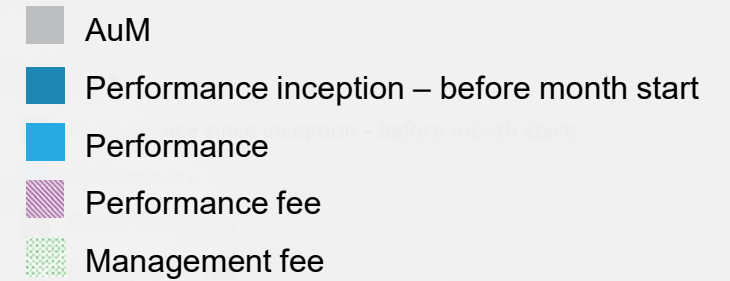 AuM
Performance inception – before month start
Performance
Performance fee
Management fee